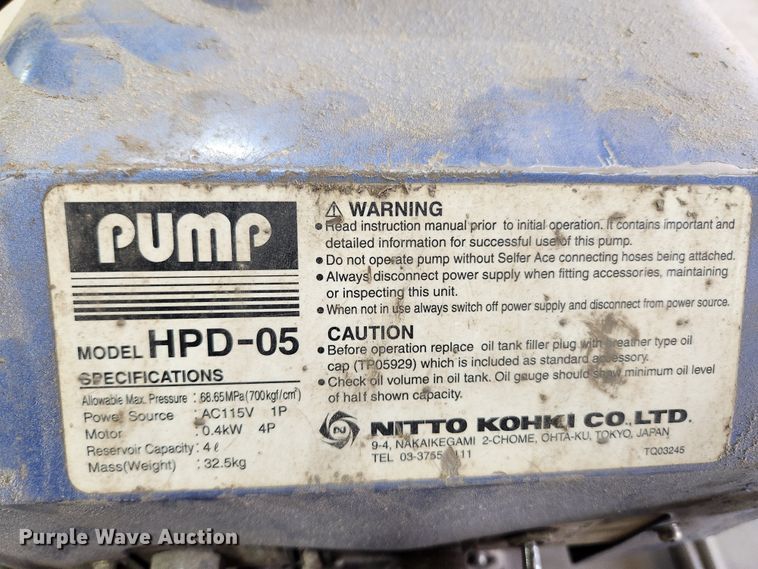 PUMP
MODEL HPD-05
SPECIFICATIONS
Allowable Max. Pressure : 68.65MPa (700kgf/cm²)
Power Source : AC115V 1P
Motor 0.4kW 4P
Reservoir Capacity : 4ℓ
Mass(Weight) : 32.5kg
⚠ WARNING
● Read instruction manual prior to initial operation. It contains important and
detailed information for successful use of this pump.
● Do not operate pump without Selfer Ace connecting hoses being attached.
● Always disconnect power supply when fitting accessories, maintaining
or inspecting this unit.
● When not in use always switch off power supply and disconnect from power source.
CAUTION
● Before operation replace oil tank filler plug with breather type oil
cap (TP05929) which is included as standard accessory.
● Check oil volume in oil tank. Oil gauge should show minimum oil level
of half shown capacity.
NITTO KOHKI CO., LTD.
9-4, NAKAIKEGAMI 2-CHOME, OHTA-KU, TOKYO, JAPAN
TEL 03-3755 111
TQ03245
Purple Wave Auction